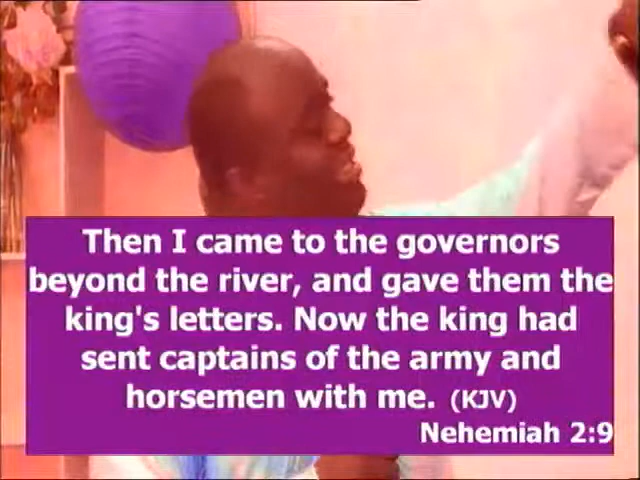 Then I came to the governors
beyond the river, and gave them the
king's letters. Now the king had
sent captains of the army and
horsemen with me. (KJV)
Nehemiah 2:9